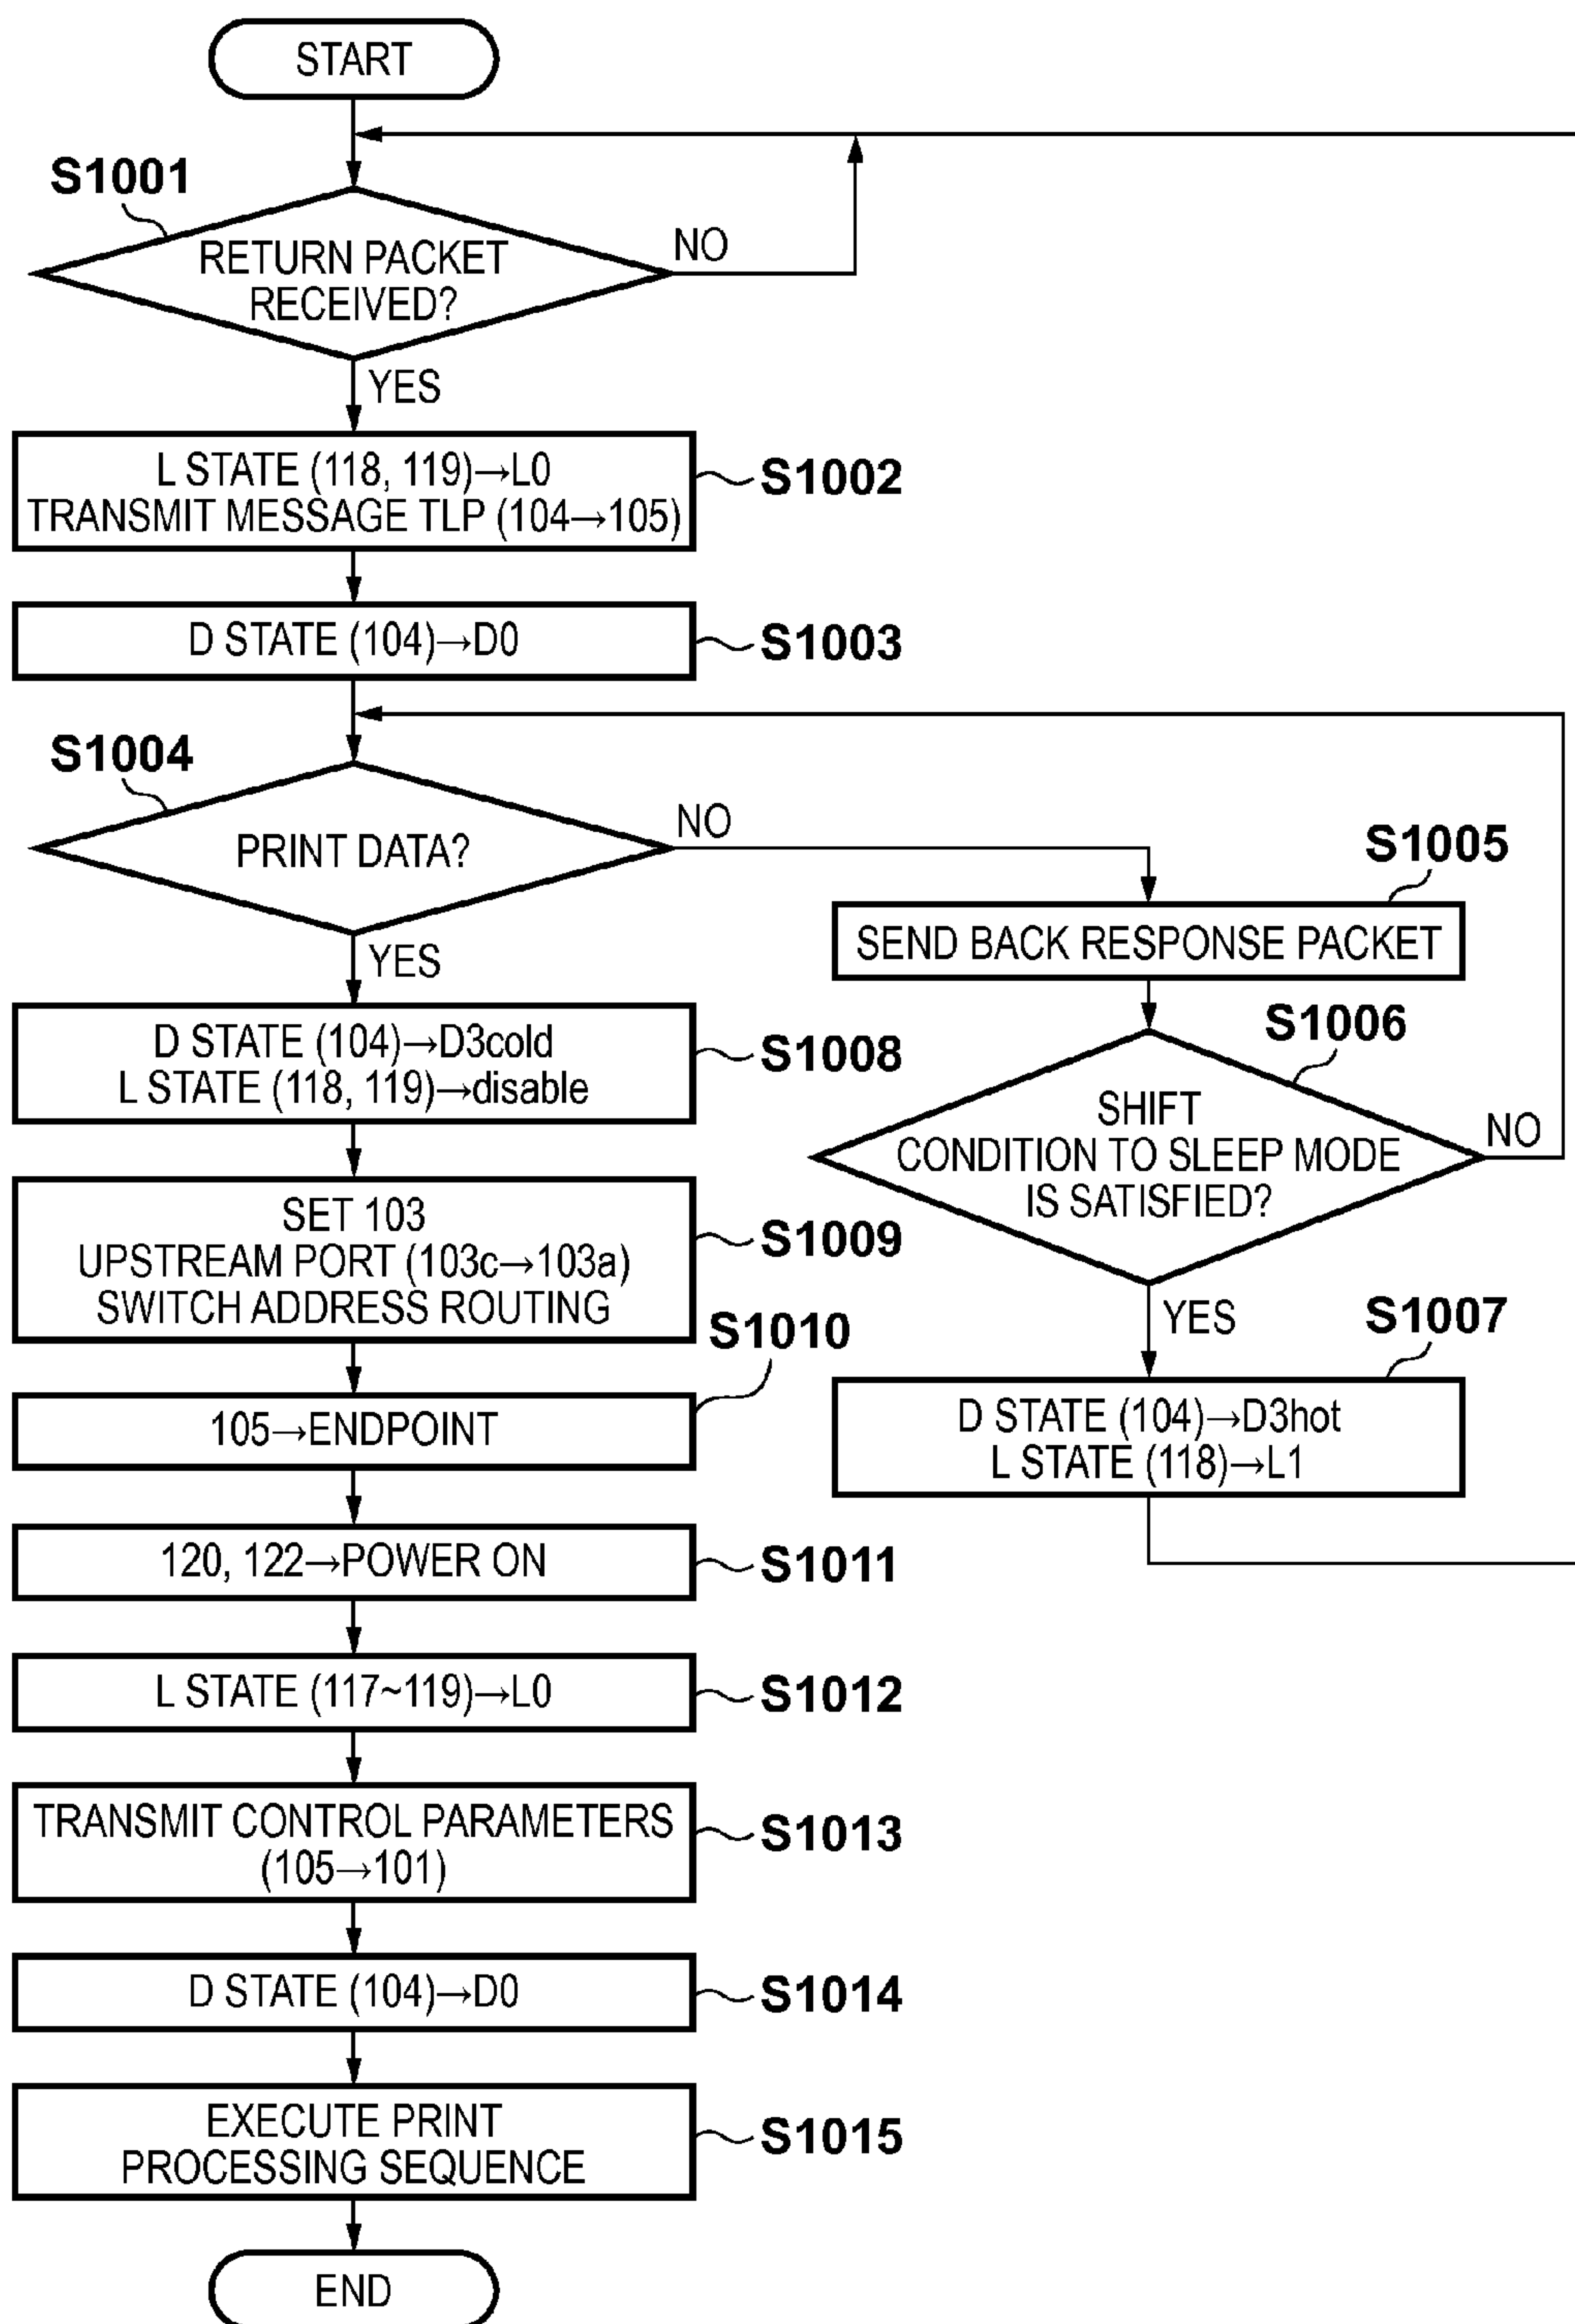 START
S1001
RETURN PACKET
RECEIVED?
NO
YES
L STATE (118, 119)→L0
TRANSMIT MESSAGE TLP (104→105)
S1002
D STATE (104)→D0
S1003
S1004
PRINT DATA?
NO
YES
S1005
SEND BACK RESPONSE PACKET
S1006
SHIFT
CONDITION TO SLEEP MODE
IS SATISFIED?
NO
YES
S1007
D STATE (104)→D3hot
L STATE (118)→L1
D STATE (104)→D3cold
L STATE (118, 119)→disable
S1008
SET 103
UPSTREAM PORT (103c→103a)
SWITCH ADDRESS ROUTING
S1009
S1010
105→ENDPOINT
120, 122→POWER ON
S1011
L STATE (117~119)→L0
S1012
TRANSMIT CONTROL PARAMETERS
(105→101)
S1013
D STATE (104)→D0
S1014
EXECUTE PRINT
PROCESSING SEQUENCE
S1015
END